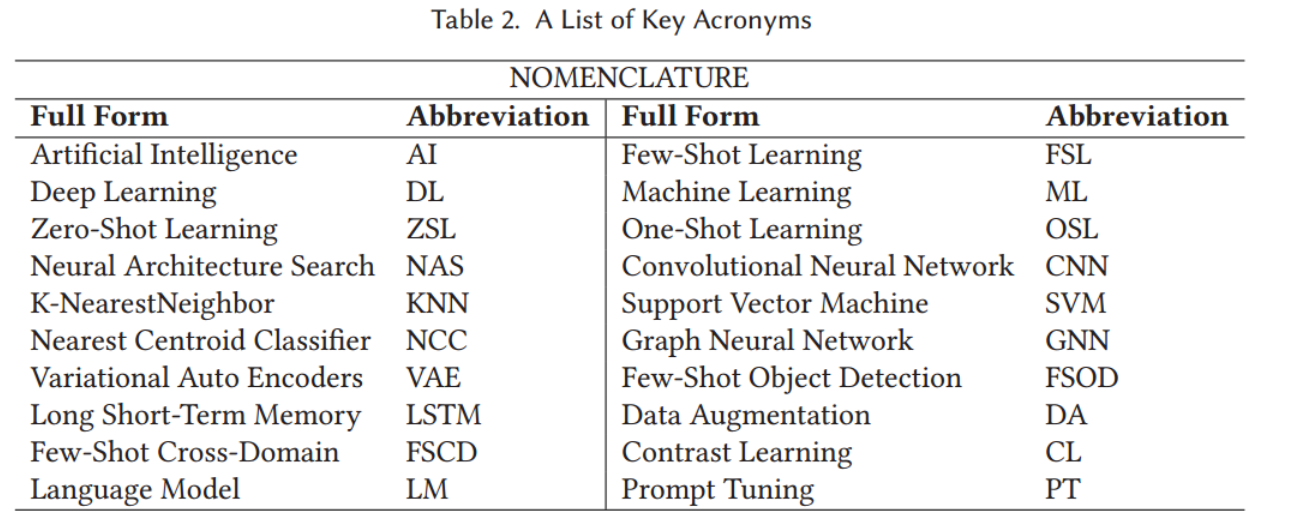 Table 2. A List of Key Acronyms
NOMENCLATURE
Full Form Abbreviation Full Form Abbreviation
Artificial Intelligence AI Few-Shot Learning FSL
Deep Learning DL Machine Learning ML
Zero-Shot Learning ZSL One-Shot Learning OSL
Neural Architecture Search NAS Convolutional Neural Network CNN
K-NearestNeighbor KNN Support Vector Machine SVM
Nearest Centroid Classifier NCC Graph Neural Network GNN
Variational Auto Encoders VAE Few-Shot Object Detection FSOD
Long Short-Term Memory LSTM Data Augmentation DA
Few-Shot Cross-Domain FSCD Contrast Learning CL
Language Model LM Prompt Tuning PT